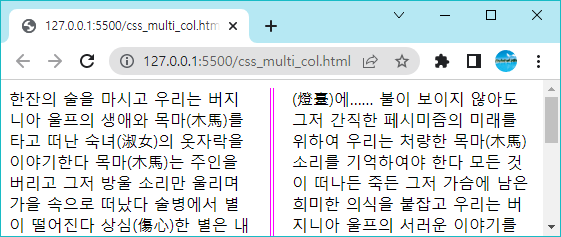 127.0.0.1:5500/css_multi_col.htm
127.0.0.1:5500/css_multi_col.html
한잔의 술을 마시고 우리는 버지
니아 울프의 생애와 목마(木馬)를
타고 떠난 숙녀(淑女)의 옷자락을
이야기한다 목마(木馬)는 주인을
버리고 그저 방울 소리만 울리며
가을 속으로 떠났다 술병에서 별
이 떨어진다 상심(傷心)한 별은 내
(燈臺)에...... 불이 보이지 않아도
그저 간직한 페시미즘의 미래를
위하여 우리는 처량한 목마(木馬)
소리를 기억하여야 한다 모든 것
이 떠나든 죽든 그저 가슴에 남은
희미한 의식을 붙잡고 우리는 버
지니아 울프의 서러운 이야기를